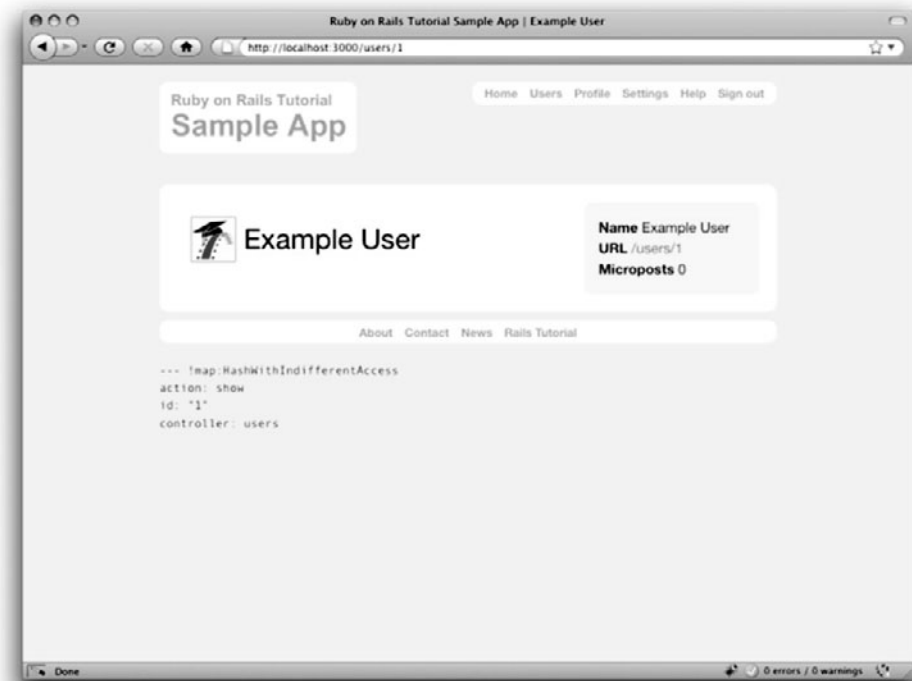 Ruby on Rails Tutorial Sample App | Example User
http://localhost:3000/users/1
Ruby on Rails Tutorial
Sample App
Home Users Profile Settings Help Sign out
Example User
Name Example User
URL /users/1
Microposts 0
About Contact News Rails Tutorial
--- !map:HashWithIndifferentAccess
action: show
id: "1"
controller: users
Done
0 errors / 0 warnings